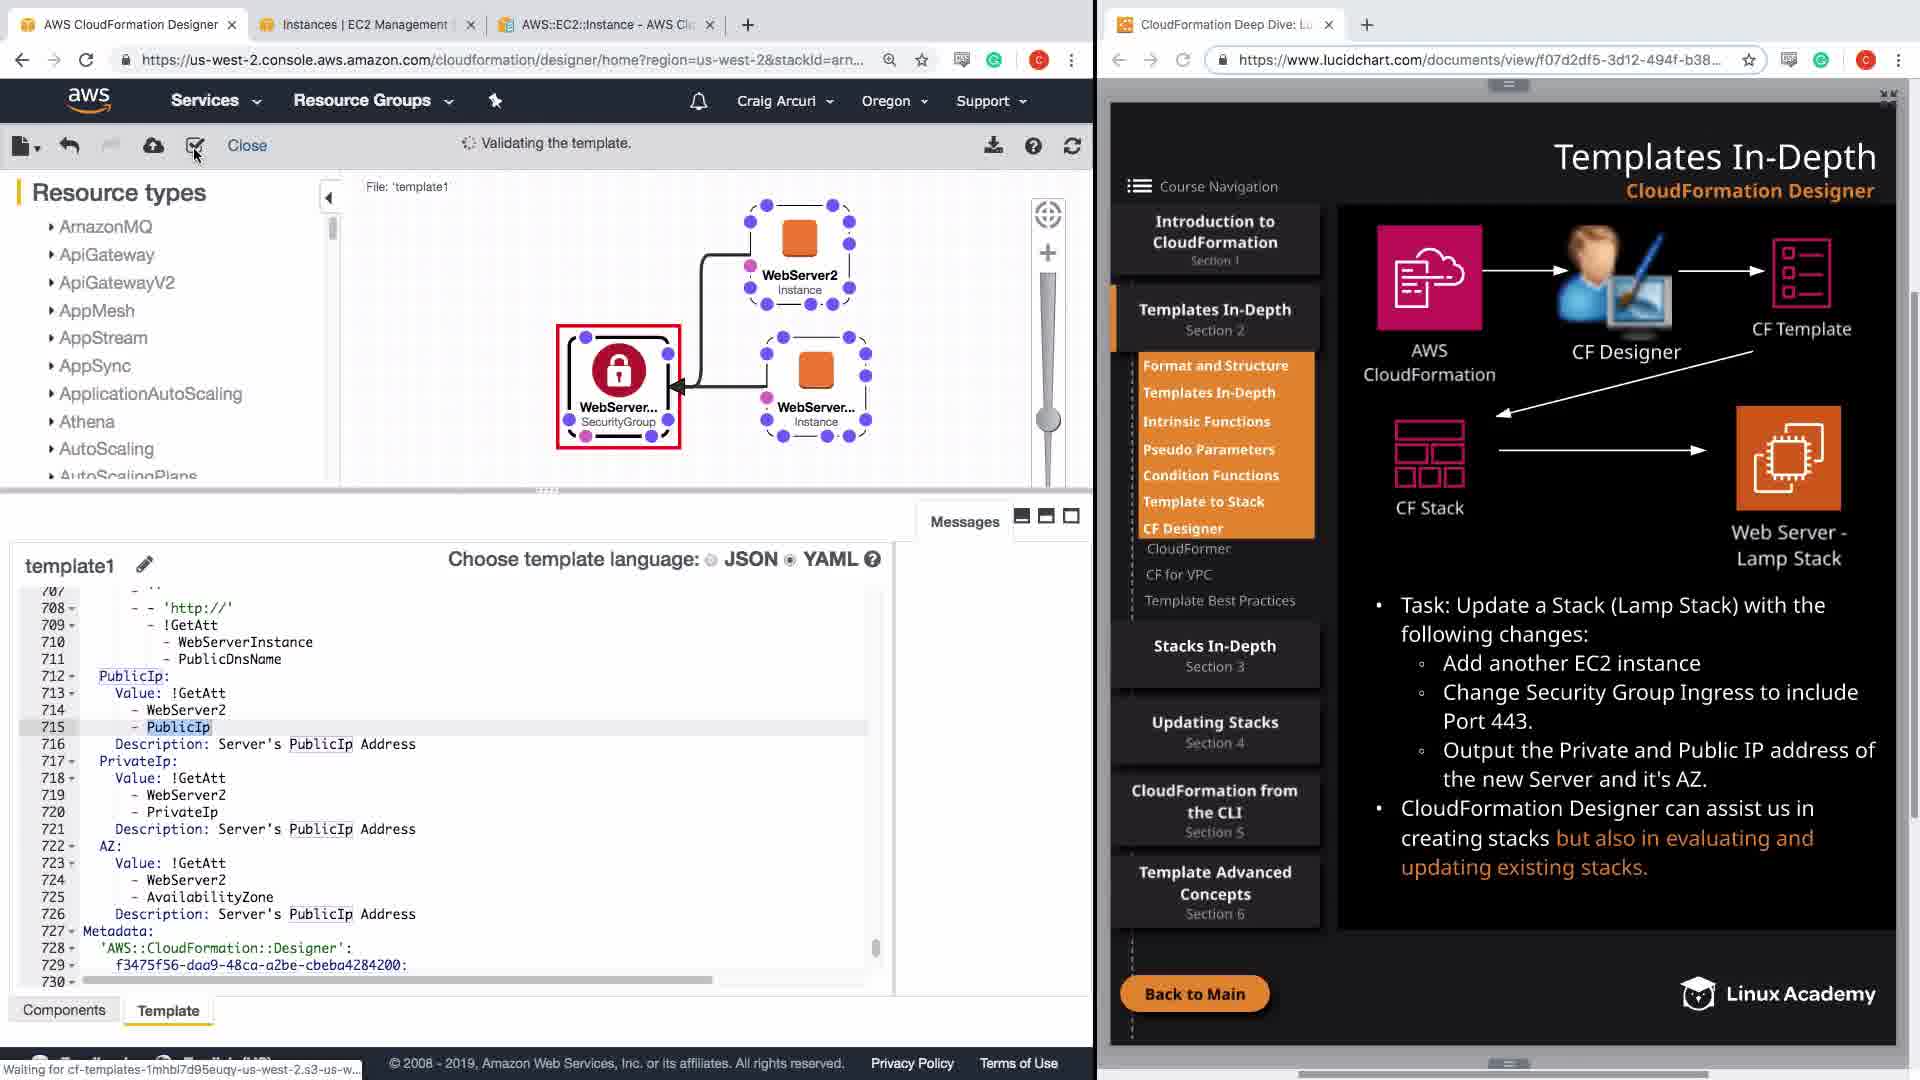 AWS CloudFormation Designer
Instances | EC2 Management
AWS::EC2::Instance - AWS Clo
CloudFormation Deep Dive: Lu
https://us-west-2.console.aws.amazon.com/cloudformation/designer/home?region=us-west-2&stackId=arn...
https://www.lucidchart.com/documents/view/f07d2df5-3d12-494f-b38...
aws
Services
Resource Groups
Craig Arcuri
Oregon
Support
Close
Validating the template.
Resource types
AmazonMQ
ApiGateway
ApiGatewayV2
AppMesh
AppStream
AppSync
ApplicationAutoScaling
Athena
AutoScaling
AutoScalingPlans
File: 'template1'
WebServer2
Instance
WebServer...
SecurityGroup
WebServer...
Instance
Messages
template1
Choose template language: JSON YAML
707 - ''
708 - - 'http://'
709 - !GetAtt
710 - WebServerInstance
711 - PublicDnsName
712 PublicIp:
713 Value: !GetAtt
714 - WebServer2
715 - PublicIp
716 Description: Server's PublicIp Address
717 PrivateIp:
718 Value: !GetAtt
719 - WebServer2
720 - PrivateIp
721 Description: Server's PublicIp Address
722 AZ:
723 Value: !GetAtt
724 - WebServer2
725 - AvailabilityZone
726 Description: Server's PublicIp Address
727 Metadata:
728 'AWS::CloudFormation::Designer':
729 f3475f56-daa9-48ca-a2be-cbeba4284200:
730
Components
Template
Waiting for cf-templates-1mhbl7d95euqy-us-west-2.s3-us-w...
© 2008 - 2019, Amazon Web Services, Inc. or its affiliates. All rights reserved.
Privacy Policy
Terms of Use
Templates In-Depth
CloudFormation Designer
Course Navigation
Introduction to
CloudFormation
Section 1
Templates In-Depth
Section 2
Format and Structure
Templates In-Depth
Intrinsic Functions
Pseudo Parameters
Condition Functions
Template to Stack
CF Designer
CloudFormer
CF for VPC
Template Best Practices
Stacks In-Depth
Section 3
Updating Stacks
Section 4
CloudFormation from
the CLI
Section 5
Template Advanced
Concepts
Section 6
Back to Main
AWS
CloudFormation
CF Designer
CF Template
CF Stack
Web Server -
Lamp Stack
• Task: Update a Stack (Lamp Stack) with the
following changes:
◦ Add another EC2 instance
◦ Change Security Group Ingress to include
Port 443.
◦ Output the Private and Public IP address of
the new Server and it's AZ.
• CloudFormation Designer can assist us in
creating stacks but also in evaluating and
updating existing stacks.
Linux Academy